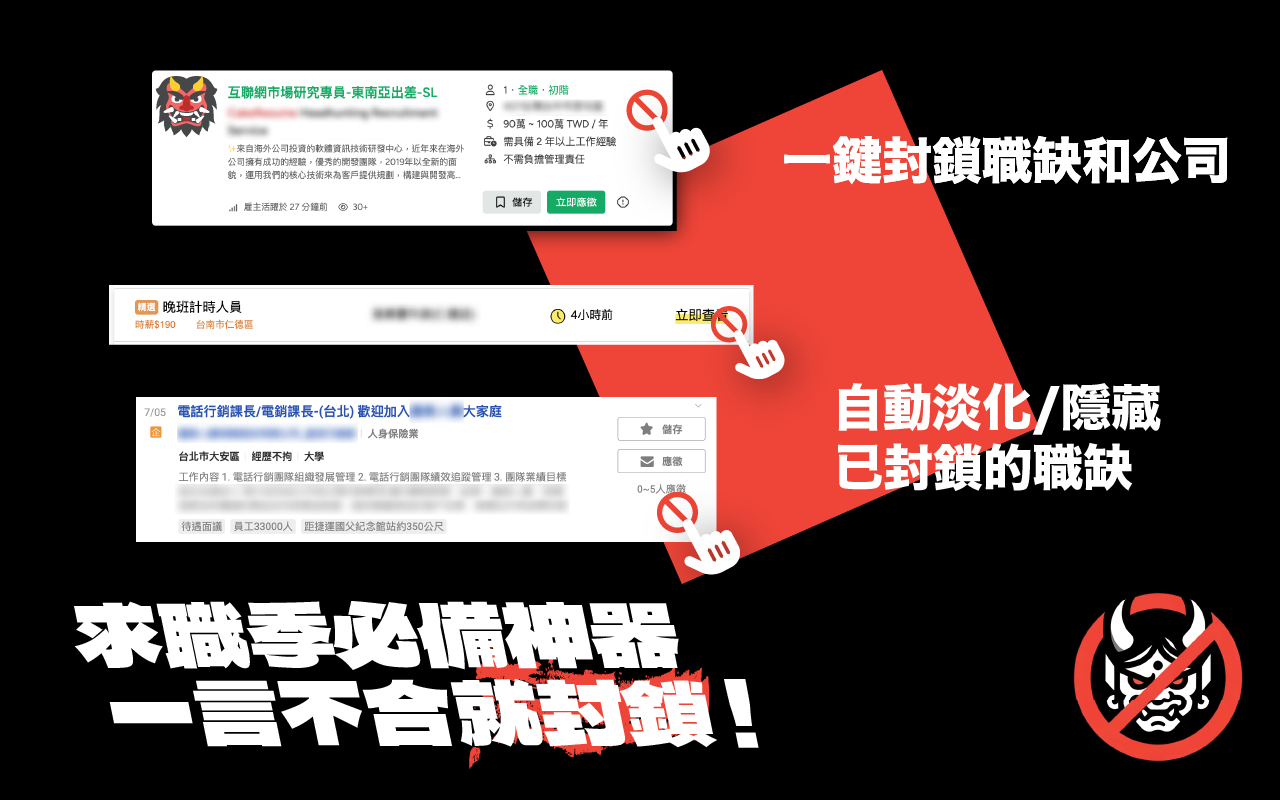 互聯網市場研究專員-東南亞出差-SL
✨來自海外公司投資的軟體資訊技術研發中心，近年來在海外
公司擁有成功的經驗，優秀的開發團隊，2019年以全新的面
貌，運用我們的核心技術來為客戶提供規劃，構建與開發高...
雇主活躍於 27 分鐘前 30+
1・全職・初階
90萬 ~ 100萬 TWD / 年
需具備 2 年以上工作經驗
不需負擔管理責任
儲存 立即應徵
一鍵封鎖職缺和公司
精選 晚班計時人員
時薪$190 台南市仁德區
4小時前
立即查看
7/05 電話行銷課長/電銷課長-(台北) 歡迎加入 大家庭
企 人身保險業
台北市大安區 經歷不拘 大學
工作內容 1. 電話行銷團隊組織發展管理 2. 電話行銷團隊績效追蹤管理 3. 團隊業績目標
待遇面議 員工33000人 距捷運國父紀念館站約350公尺
儲存
應徵
0~5人應徵
自動淡化/隱藏
已封鎖的職缺
求職季必備神器
一言不合就封鎖！